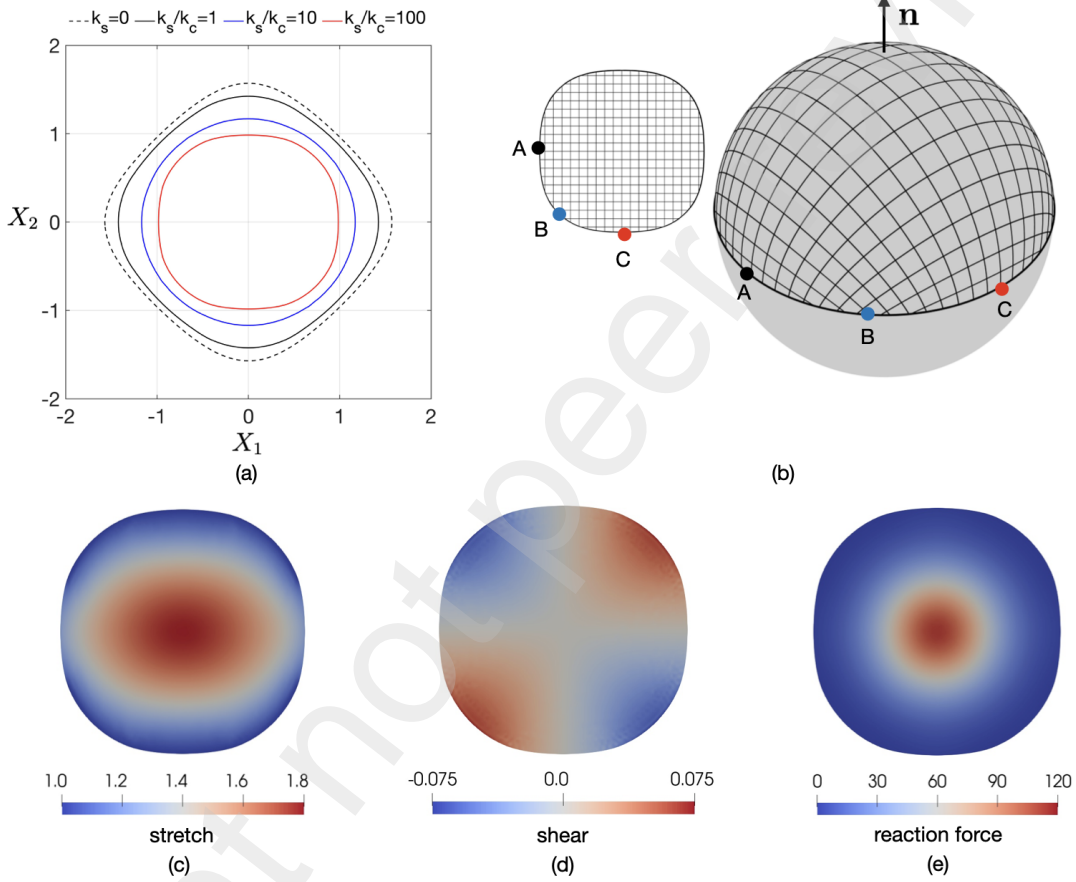 k_s=0 k_s/k_c=1 k_s/k_c=10 k_s/k_c=100
2
1
X_2 0
-1
-2
-2 -1 0 1 2
X_1
(a)
n
A
B
C
A
B
C
(b)
1.0 1.2 1.4 1.6 1.8
stretch
(c)
-0.075 0.0 0.075
shear
(d)
0 30 60 90 120
reaction force
(e)
not peer